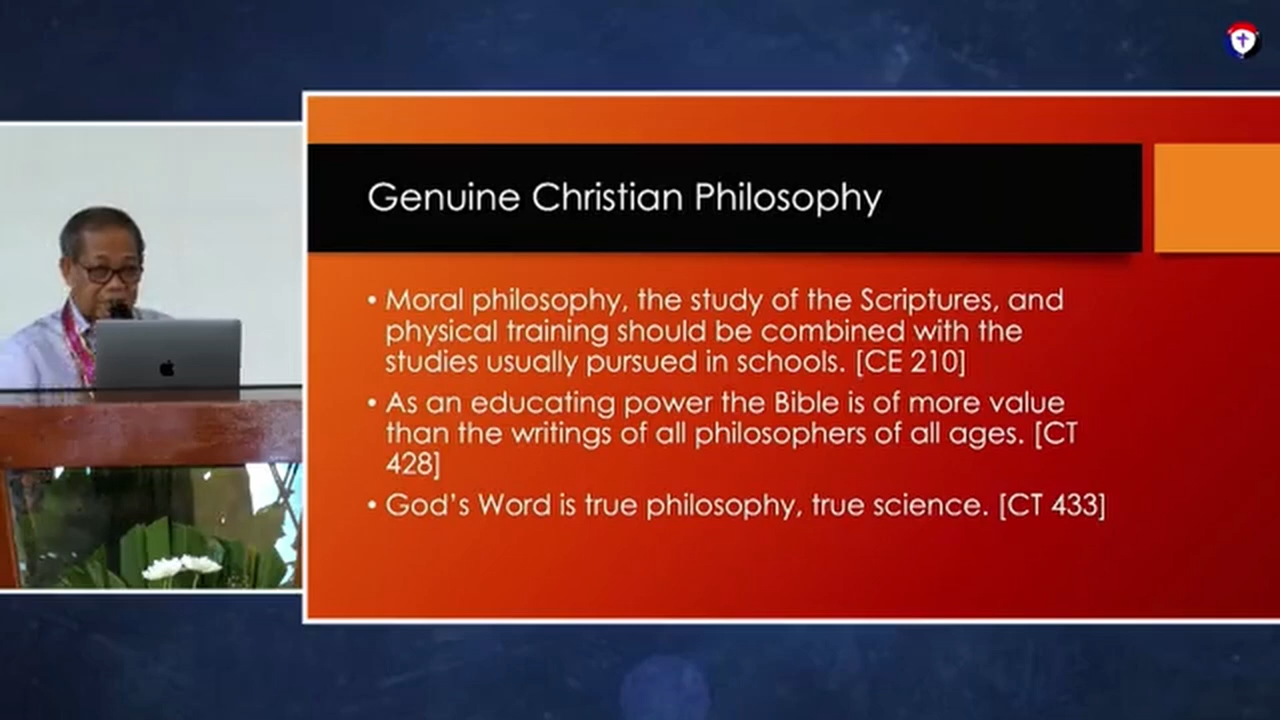 Genuine Christian Philosophy
• Moral philosophy, the study of the Scriptures, and
physical training should be combined with the
studies usually pursued in schools. [CE 210]
• As an educating power the Bible is of more value
than the writings of all philosophers of all ages. [CT
428]
• God’s Word is true philosophy, true science. [CT 433]